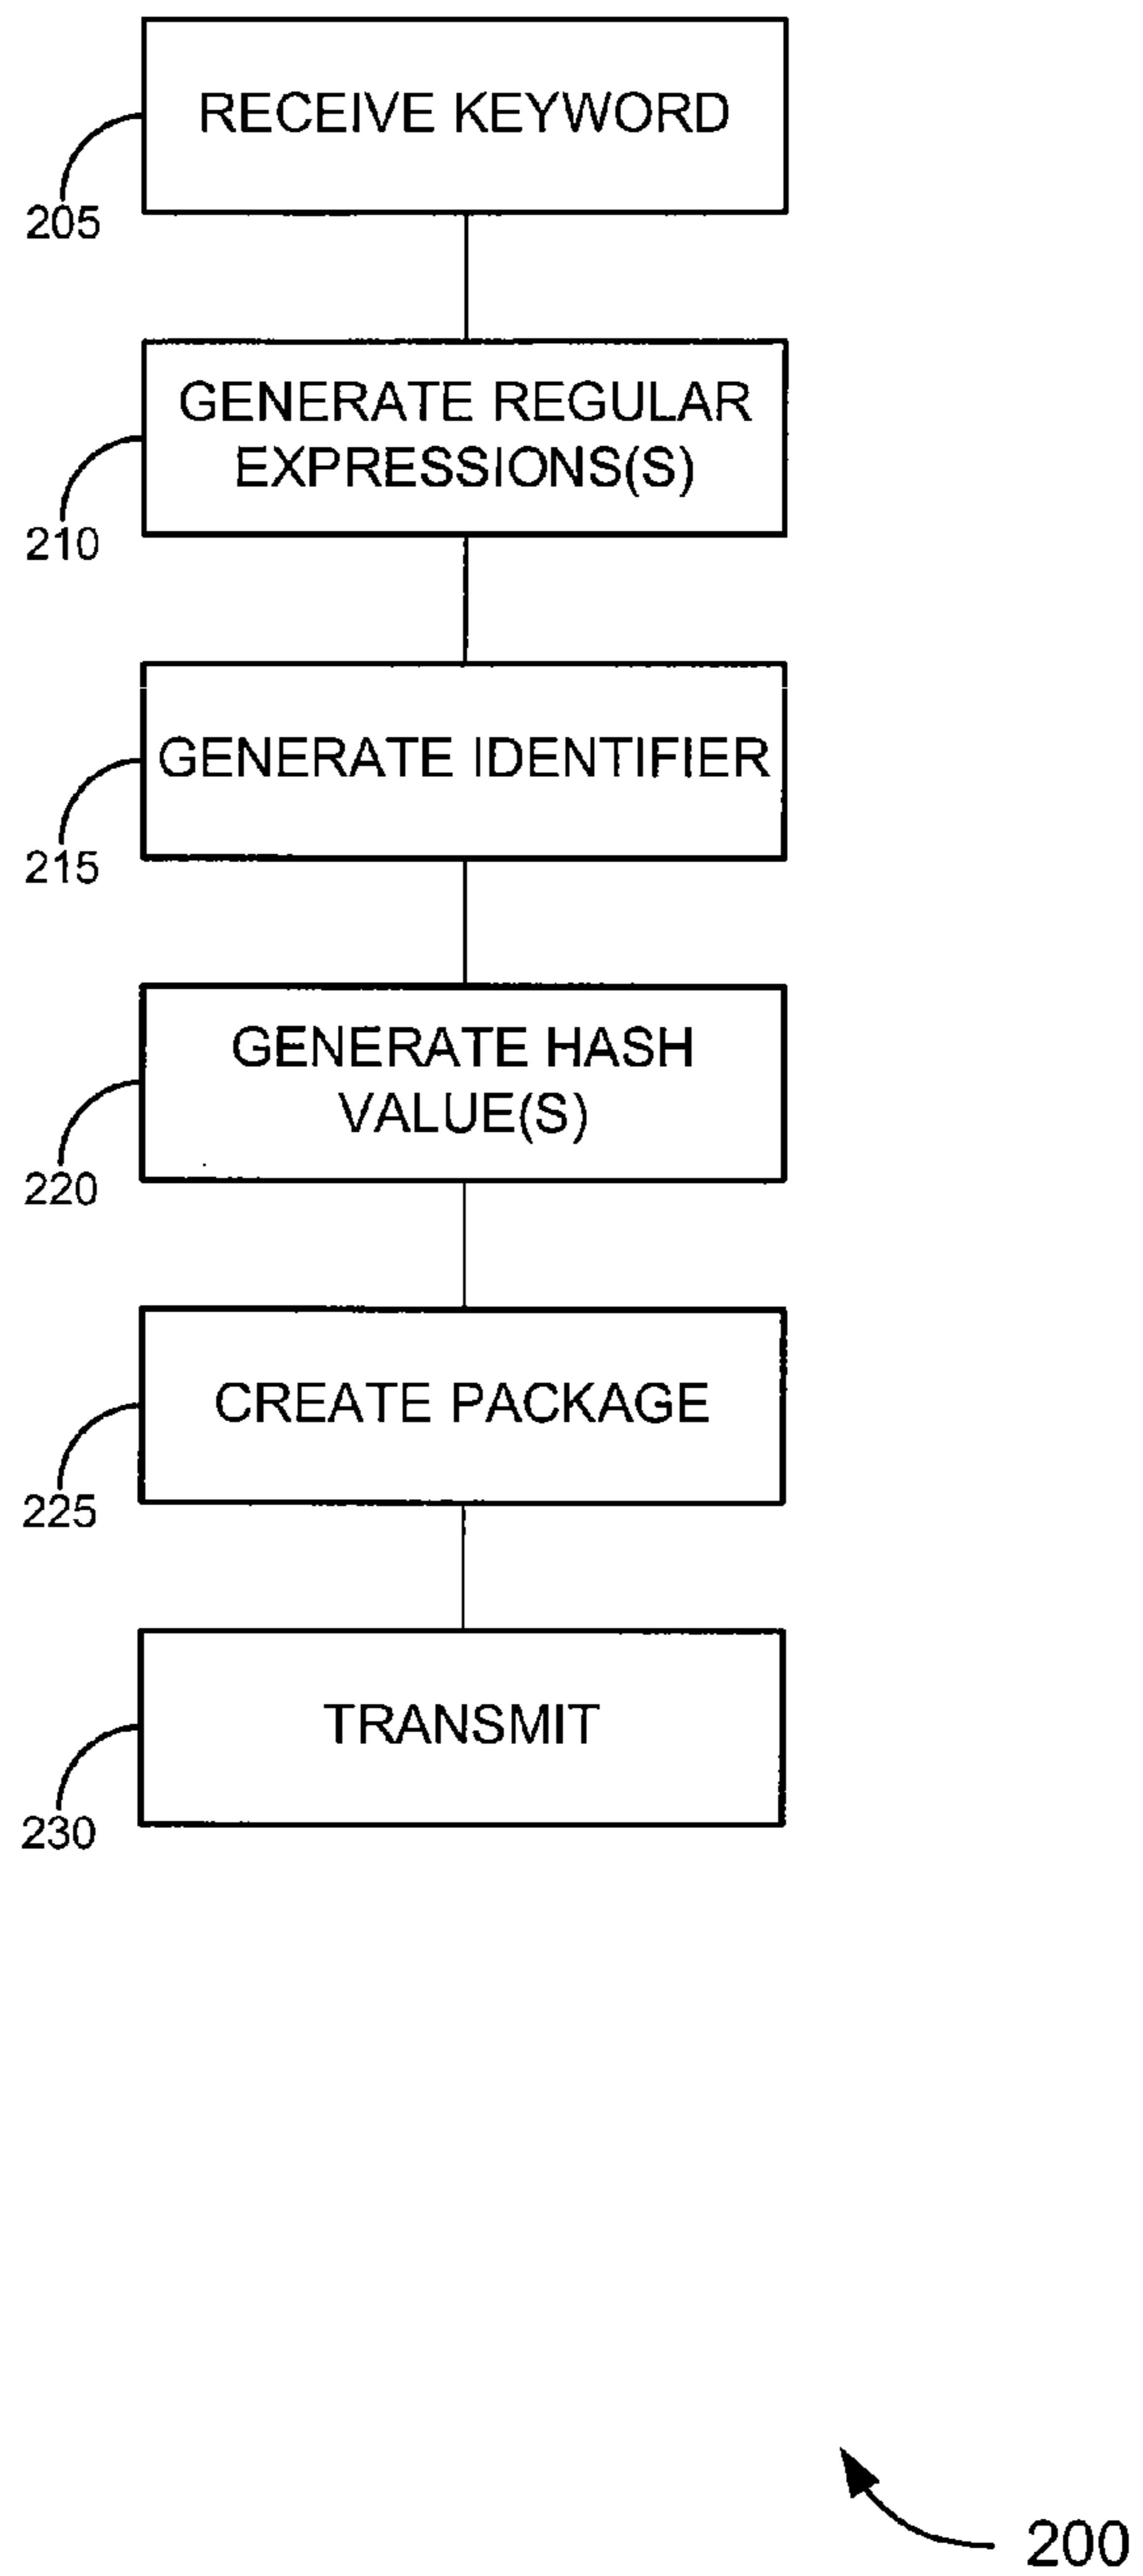 RECEIVE KEYWORD
205
GENERATE REGULAR
EXPRESSIONS(S)
210
GENERATE IDENTIFIER
215
GENERATE HASH
VALUE(S)
220
CREATE PACKAGE
225
TRANSMIT
230
200